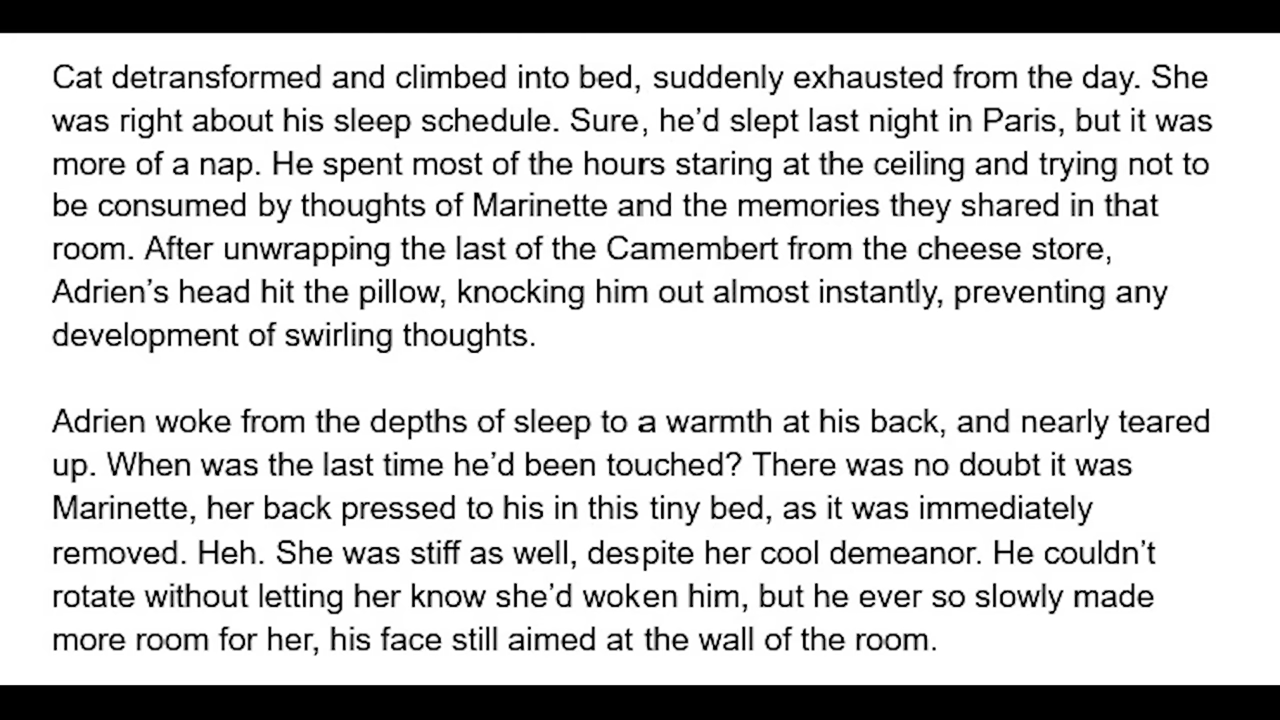 Cat detransformed and climbed into bed, suddenly exhausted from the day. She
was right about his sleep schedule. Sure, he’d slept last night in Paris, but it was
more of a nap. He spent most of the hours staring at the ceiling and trying not to
be consumed by thoughts of Marinette and the memories they shared in that
room. After unwrapping the last of the Camembert from the cheese store,
Adrien’s head hit the pillow, knocking him out almost instantly, preventing any
development of swirling thoughts.
Adrien woke from the depths of sleep to a warmth at his back, and nearly teared
up. When was the last time he’d been touched? There was no doubt it was
Marinette, her back pressed to his in this tiny bed, as it was immediately
removed. Heh. She was stiff as well, despite her cool demeanor. He couldn’t
rotate without letting her know she’d woken him, but he ever so slowly made
more room for her, his face still aimed at the wall of the room.